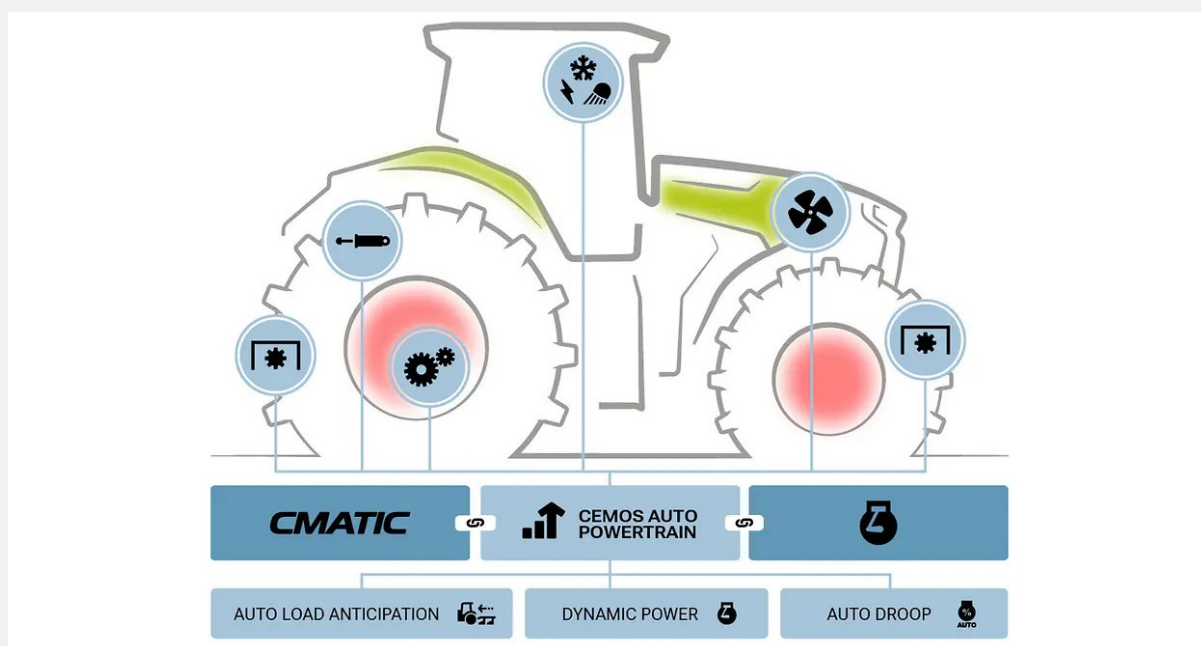 CMATIC
CEMOS AUTO
POWERTRAIN
AUTO LOAD ANTICIPATION
DYNAMIC POWER
AUTO DROOP
%
AUTO